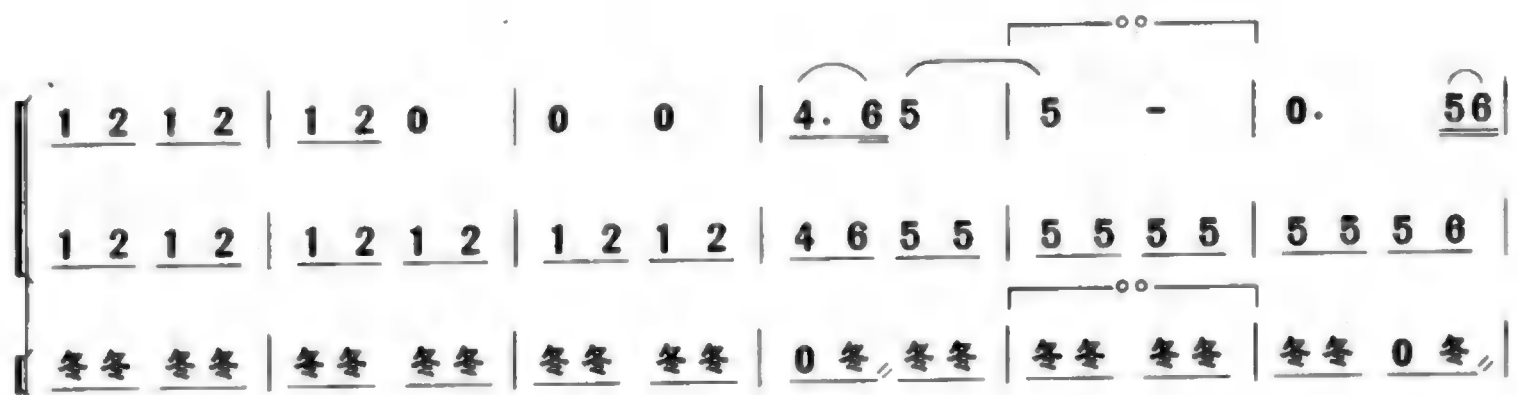 1 2 1 2 | 1 2 0 | 0 0 | 4. 6 5 | 5 - | 0. 56 |
1 2 1 2 | 1 2 1 2 | 1 2 1 2 | 4 6 5 5 | 5 5 5 5 | 5 5 5 6 |
冬冬 冬冬 | 冬冬 冬冬 | 冬冬 冬冬 | 0 冬〃 冬冬 | 冬冬 冬冬 | 冬冬 0 冬〃 |